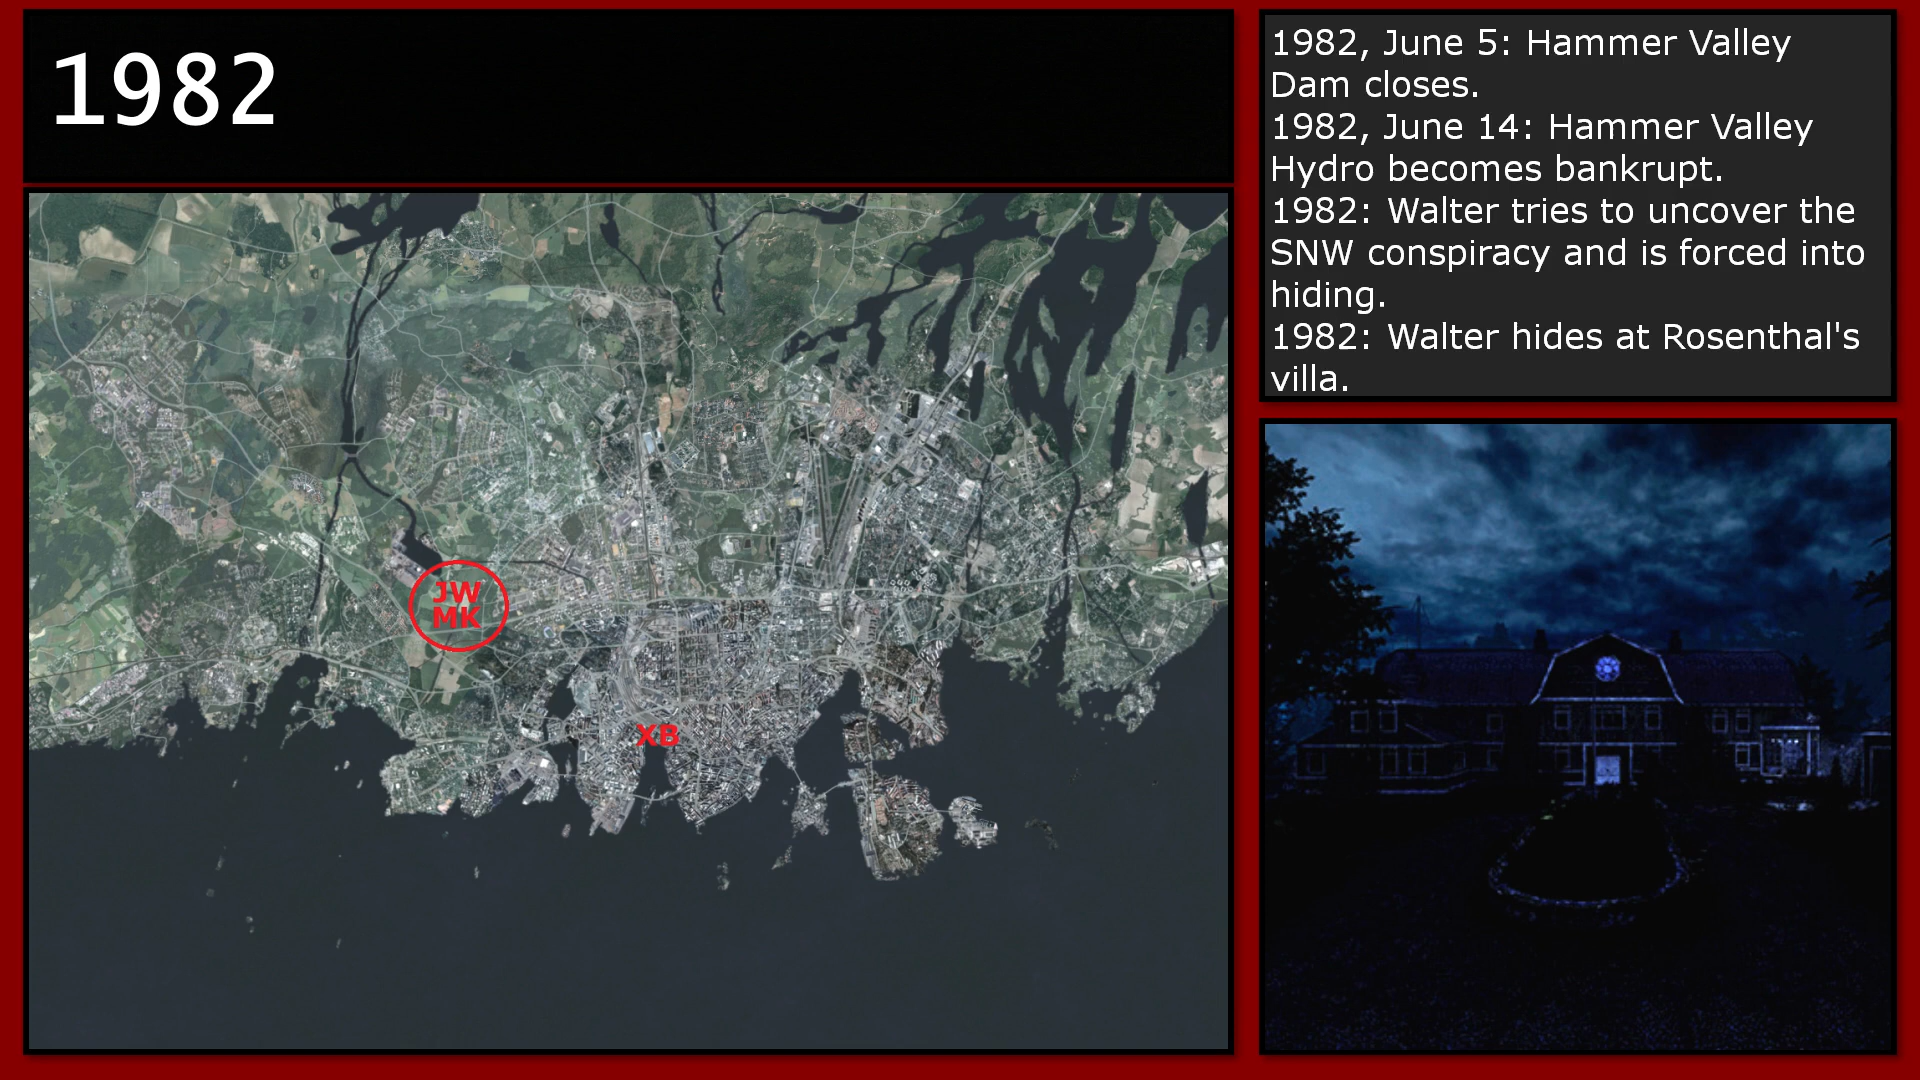 1982
1982, June 5: Hammer Valley
Dam closes.
1982, June 14: Hammer Valley
Hydro becomes bankrupt.
1982: Walter tries to uncover the
SNW conspiracy and is forced into
hiding.
1982: Walter hides at Rosenthal's
villa.
JW
MK
XB